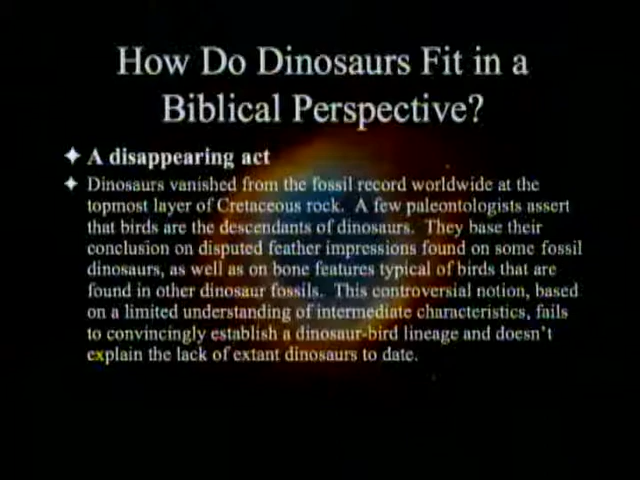 How Do Dinosaurs Fit in a
Biblical Perspective?
A disappearing act
Dinosaurs vanished from the fossil record worldwide at the
topmost layer of Cretaceous rock. A few paleontologists assert
that birds are the descendants of dinosaurs. They base their
conclusion on disputed feather impressions found on some fossil
dinosaurs, as well as on bone features typical of birds that are
found in other dinosaur fossils. This controversial notion, based
on a limited understanding of intermediate characteristics, fails
to convincingly establish a dinosaur-bird lineage and doesn't
explain the lack of extant dinosaurs to date.